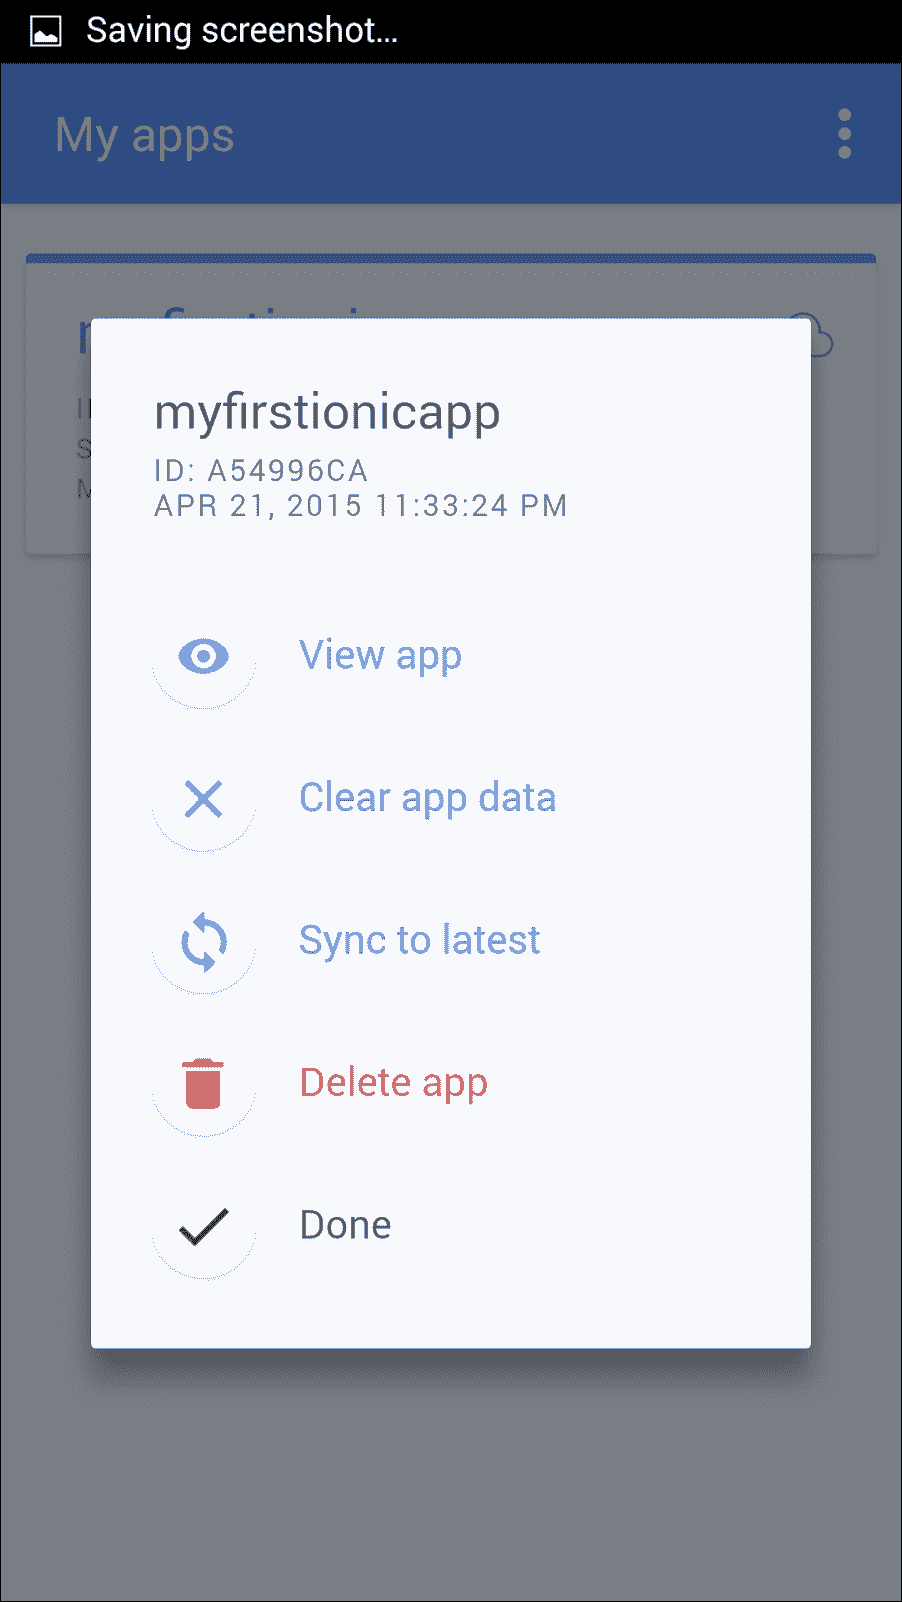 Saving screenshot...
My apps
myfirstionicapp
ID: A54996CA
APR 21, 2015 11:33:24 PM
View app
Clear app data
Sync to latest
Delete app
Done